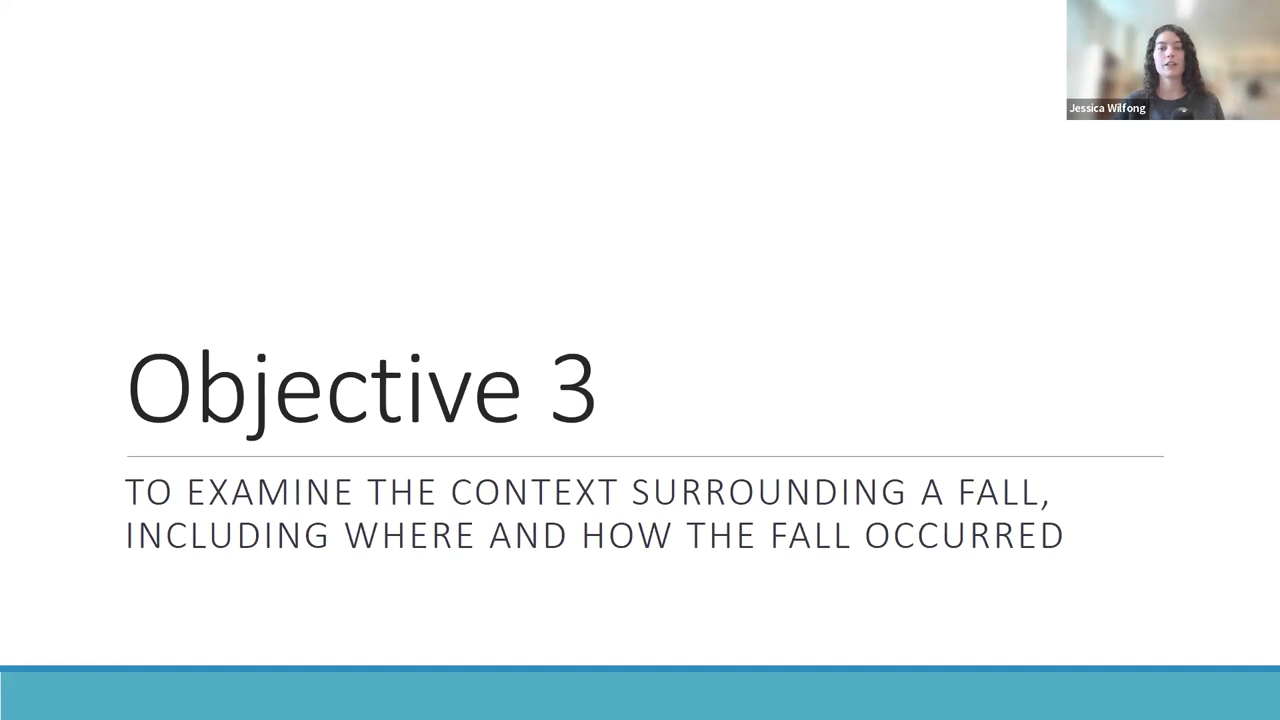 Jessica Wilfong
Objective 3
TO EXAMINE THE CONTEXT SURROUNDING A FALL,
INCLUDING WHERE AND HOW THE FALL OCCURRED